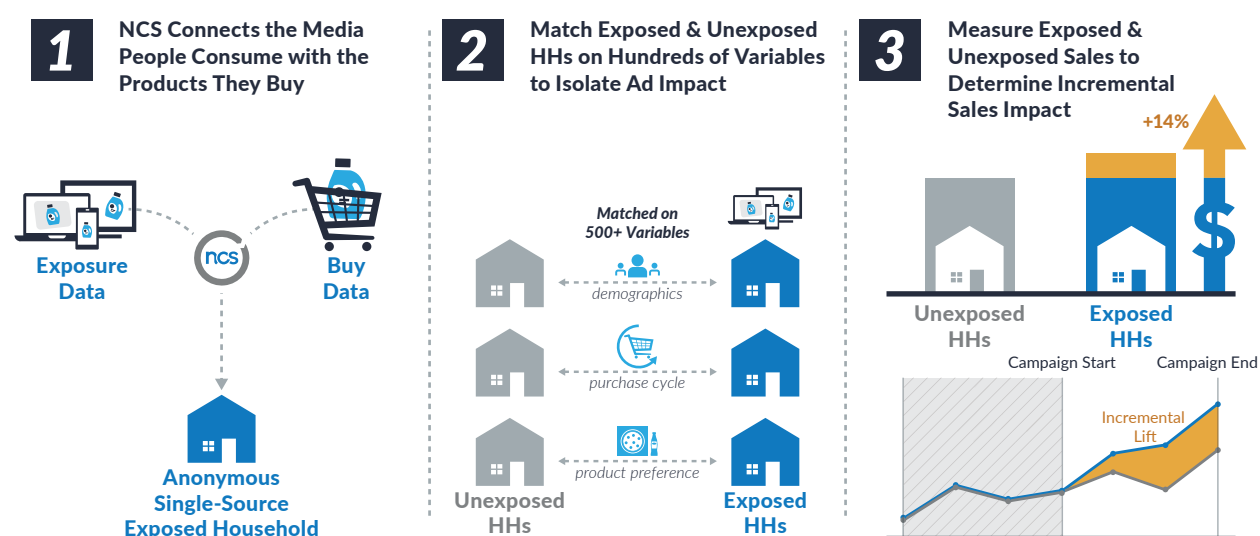 1
NCS Connects the Media
People Consume with the
Products They Buy
Exposure
Data
ncs
Buy
Data
Anonymous
Single-Source
Exposed Household
2
Match Exposed & Unexposed
HHs on Hundreds of Variables
to Isolate Ad Impact
Matched on
500+ Variables
demographics
purchase cycle
product preference
Unexposed
HHs
Exposed
HHs
3
Measure Exposed &
Unexposed Sales to
Determine Incremental
Sales Impact
+14%
$
Unexposed
HHs
Exposed
HHs
Campaign Start
Campaign End
Incremental
Lift